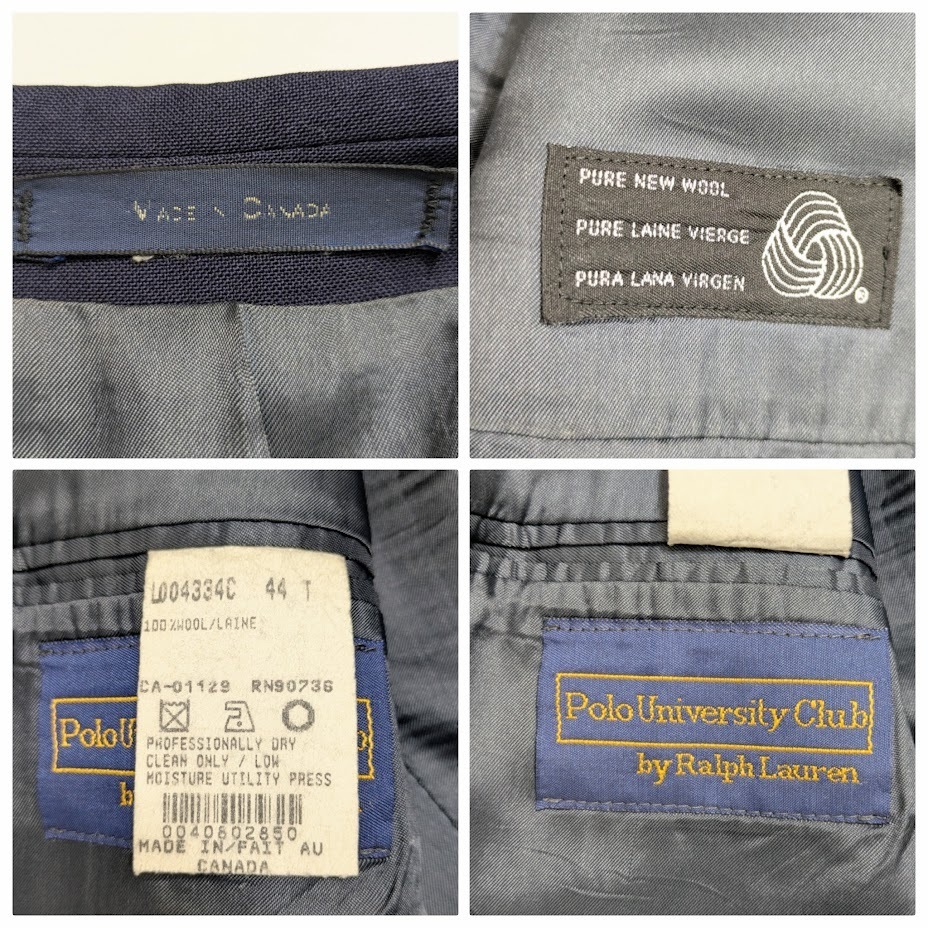 MADE IN CANADA
PURE NEW WOOL
PURE LAINE VIERGE
PURA LANA VIRGEN
®
L004334C 44 T
100%WOOL/LAINE
CA-01129 RN90736
PROFESSIONALLY DRY
CLEAN ONLY / LOW
MOISTURE UTILITY PRESS
0040602850
MADE IN/FAIT AU
CANADA
Polo U
b
b
Polo University Club
by Ralph Lauren